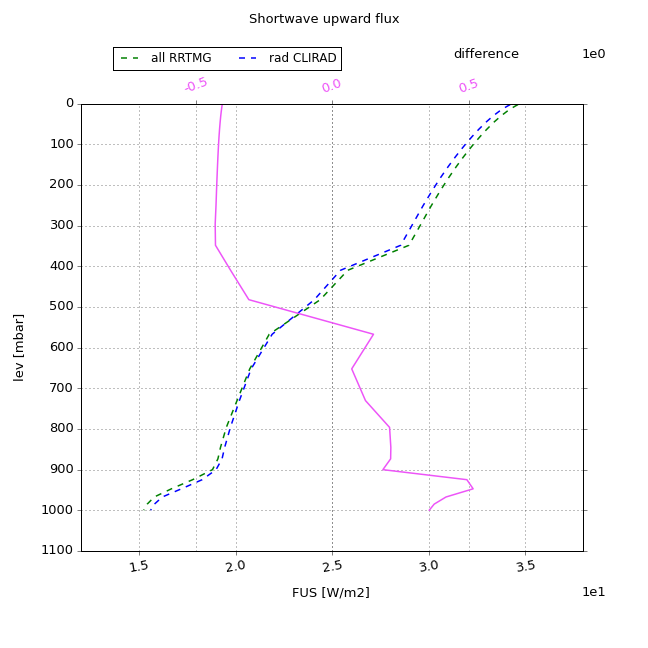 Shortwave upward flux
all RRTMG rad CLIRAD difference 1e0
-0.5 0.0 0.5
0
100
200
300
400
500
600
700
800
900
1000
1100
lev [mbar]
1.5 2.0 2.5 3.0 3.5
FUS [W/m2] 1e1